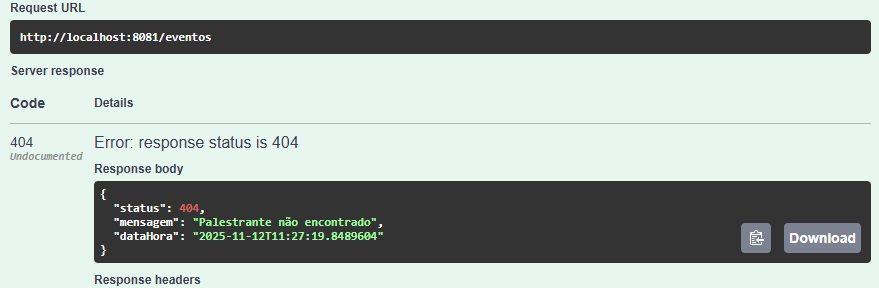 Request URL
http://localhost:8081/eventos
Server response
Code Details
404 Error: response status is 404
Undocumented
Response body
{
"status": 404,
"mensagem": "Palestrante não encontrado",
"dataHora": "2025-11-12T11:27:19.8489604"
}
Download
Response headers